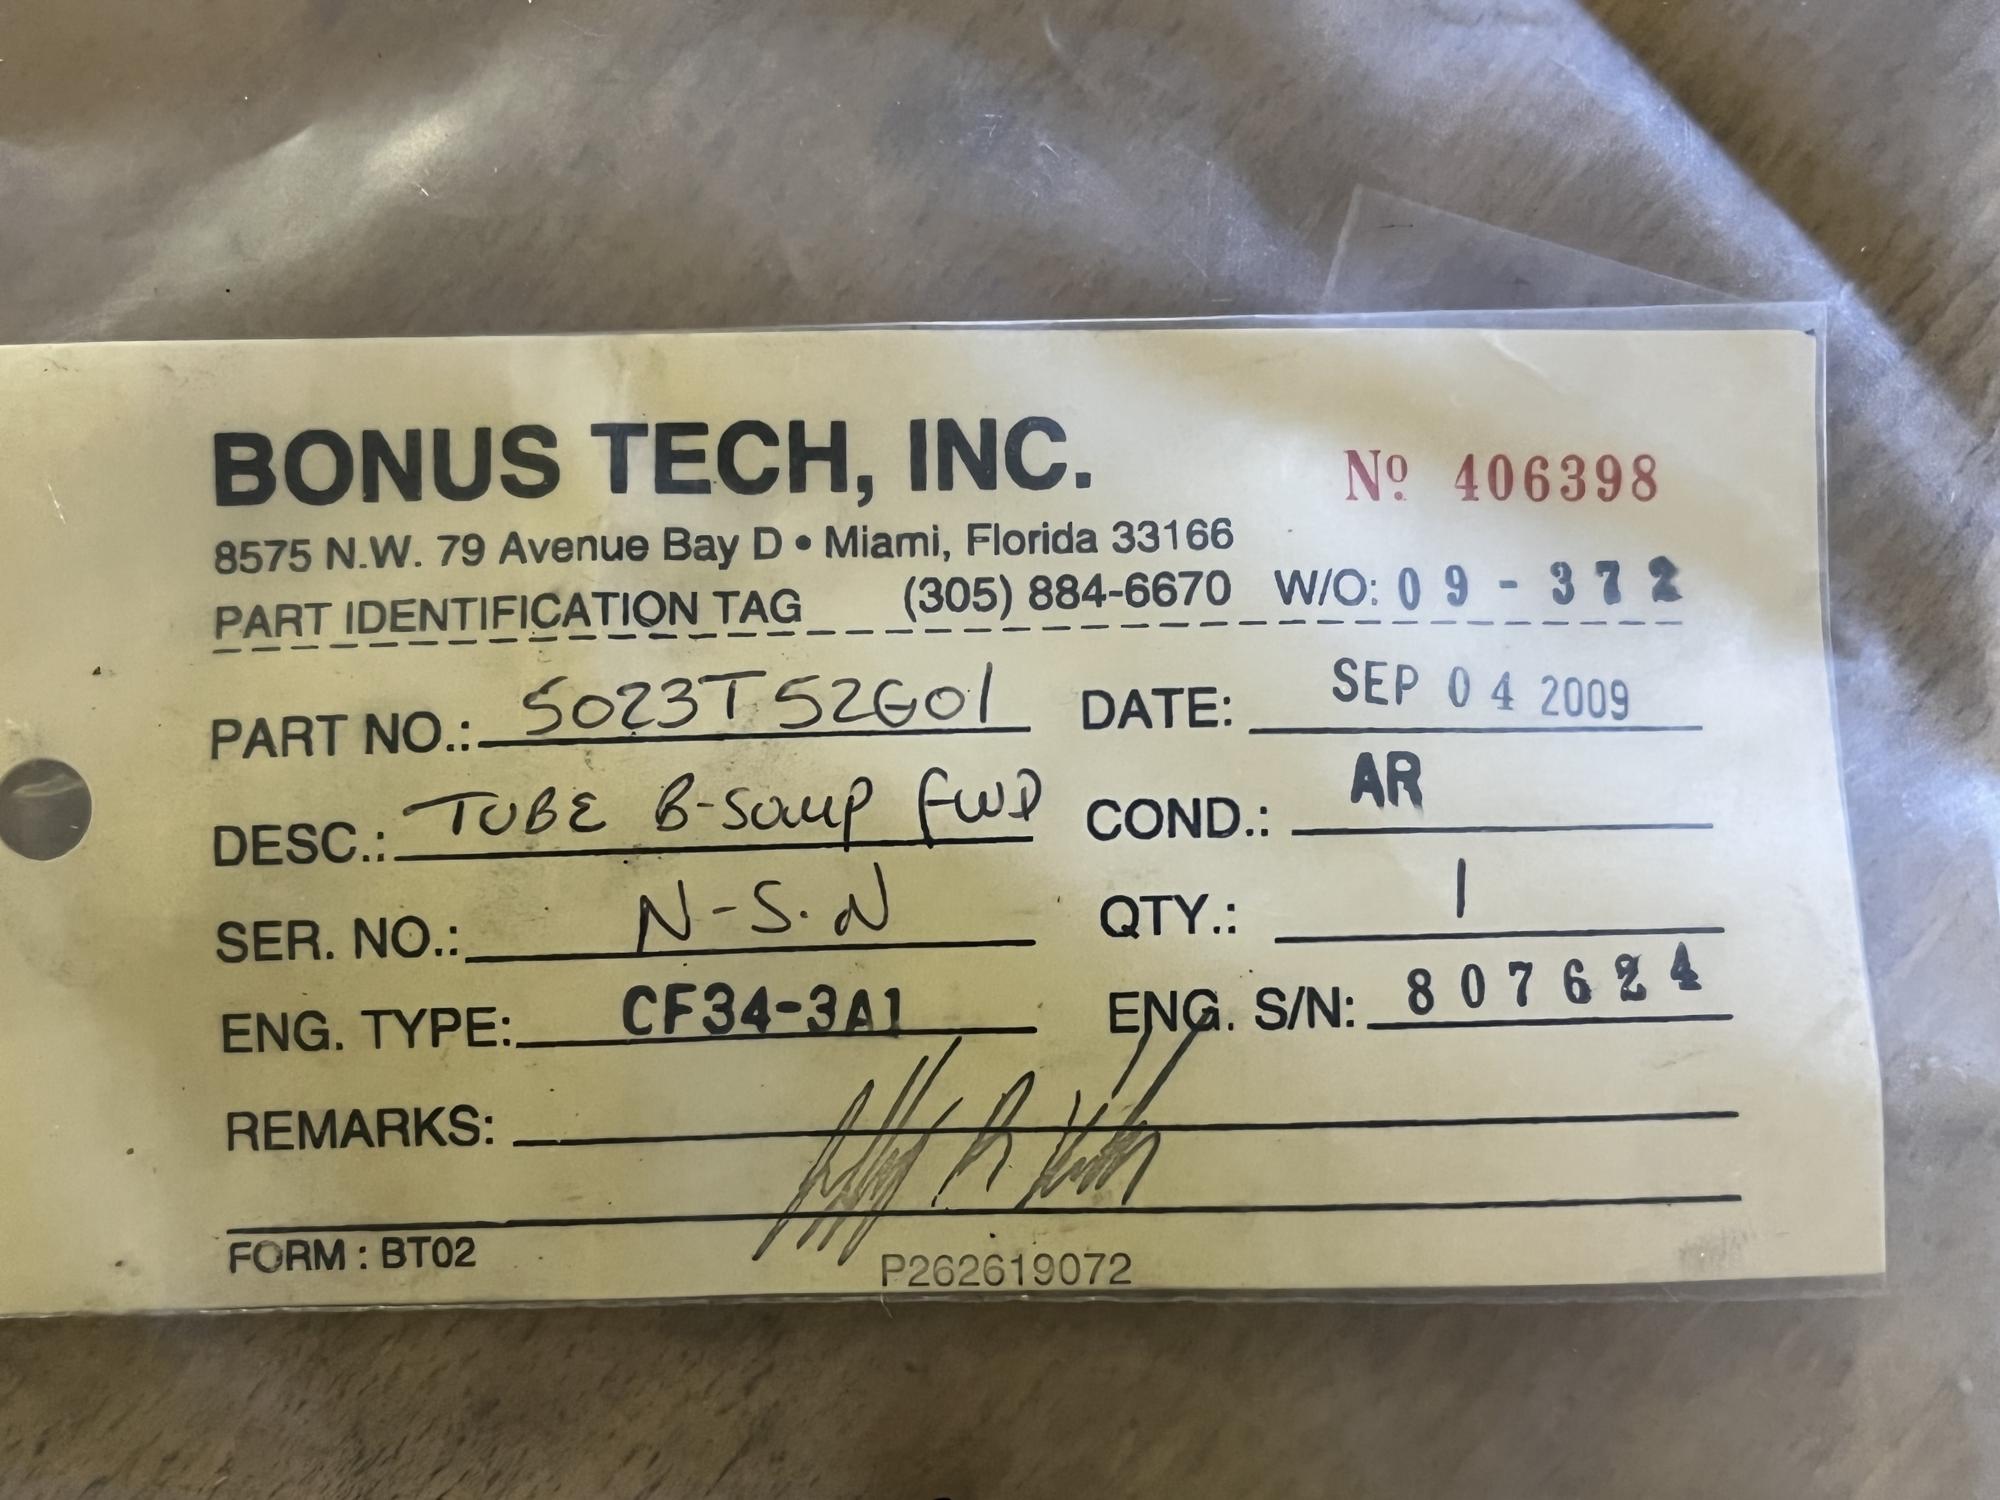 BONUS TECH, INC.
Nº 406398
8575 N.W. 79 Avenue Bay D • Miami, Florida 33166
PART IDENTIFICATION TAG (305) 884-6670 W/O: 09-372
PART NO.: 5023T52G01 DATE: SEP 04 2009
DESC.: TUBE B-SUMP FWD COND.: AR
SER. NO.: N-S.N QTY.: 1
ENG. TYPE: CF34-3A1 ENG. S/N: 807624
REMARKS:
FORM : BT02
P262619072